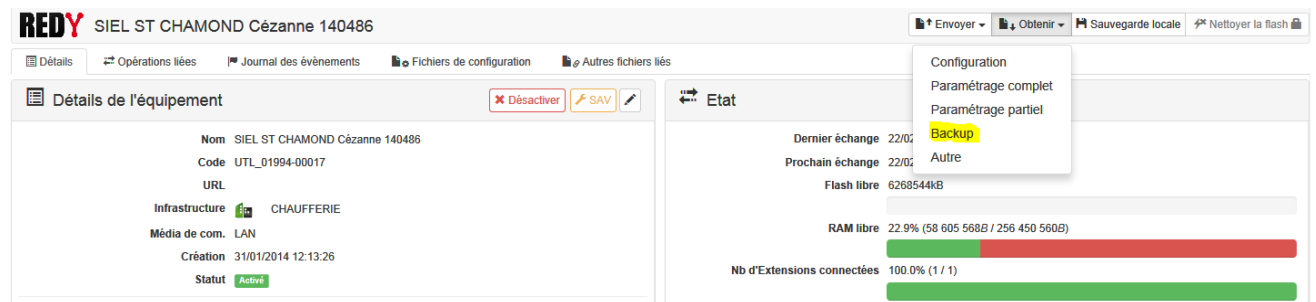 REDY SIEL ST CHAMOND Cézanne 140486
Envoyer Obtenir Sauvegarde locale Nettoyer la flash
Détails Opérations liées Journal des évènements Fichiers de configuration Autres fichiers liés
Configuration
Paramétrage complet
Paramétrage partiel
Backup
Autre
Détails de l'équipement Désactiver SAV
Nom SIEL ST CHAMOND Cézanne 140486
Code UTL_01994-00017
URL
Infrastructure CHAUFFERIE
Média de com. LAN
Création 31/01/2014 12:13:26
Statut Activé
Etat
Dernier échange 22/02
Prochain échange 22/02
Flash libre 6268544kB
RAM libre 22.9% (58 605 568B / 256 450 560B)
Nb d'Extensions connectées 100.0% (1 / 1)